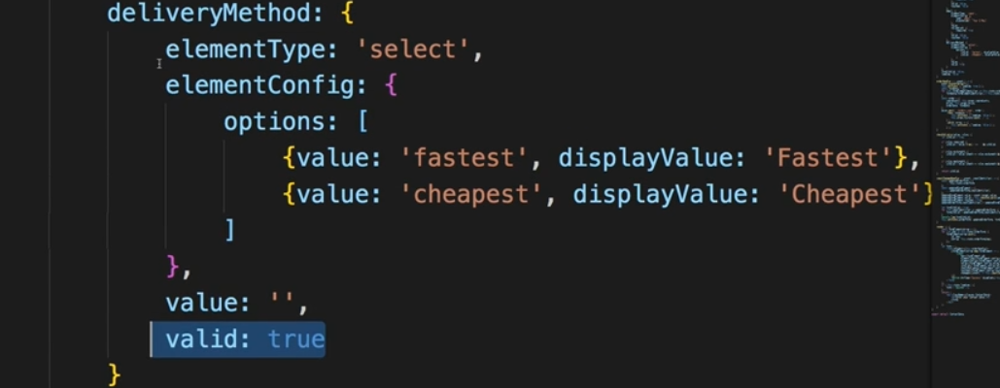 deliveryMethod: {
elementType: 'select',
elementConfig: {
options: [
{value: 'fastest', displayValue: 'Fastest'},
{value: 'cheapest', displayValue: 'Cheapest'}
]
},
value: '',
valid: true
}